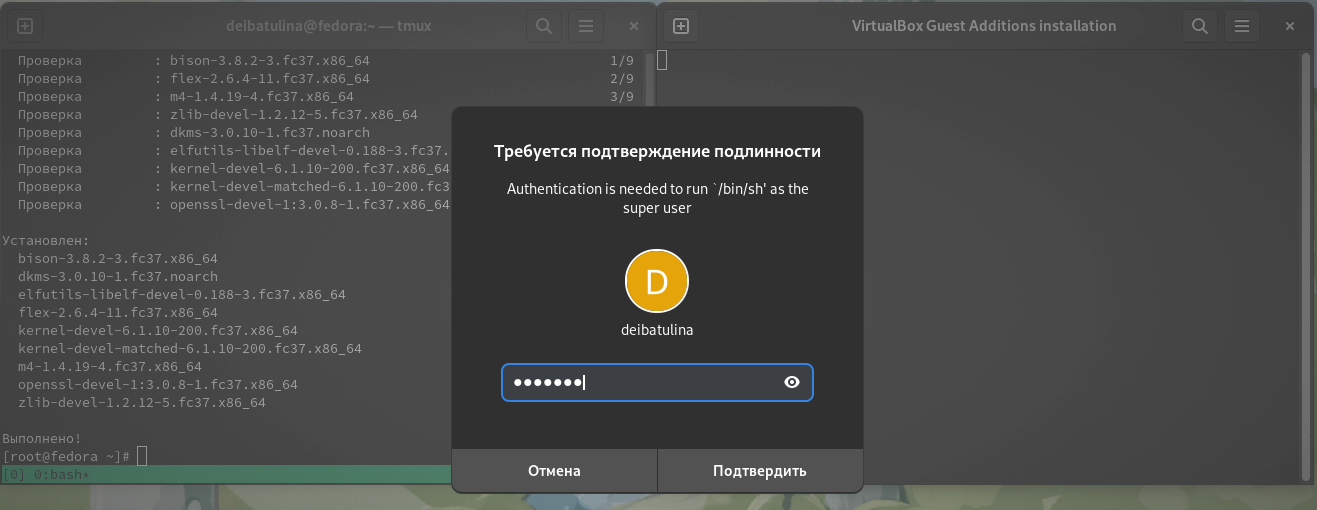 deibatulina@fedora:~ — tmux
VirtualBox Guest Additions installation
Проверка : bison-3.8.2-3.fc37.x86_64 1/9
Проверка : flex-2.6.4-11.fc37.x86_64 2/9
Проверка : m4-1.4.19-4.fc37.x86_64 3/9
Проверка : zlib-devel-1.2.12-5.fc37.x86_64
Проверка : dkms-3.0.10-1.fc37.noarch
Проверка : elfutils-libelf-devel-0.188-3.fc37.
Проверка : kernel-devel-6.1.10-200.fc37.x86_64
Проверка : kernel-devel-matched-6.1.10-200.fc3
Проверка : openssl-devel-1:3.0.8-1.fc37.x86_64
Установлен:
bison-3.8.2-3.fc37.x86_64
dkms-3.0.10-1.fc37.noarch
elfutils-libelf-devel-0.188-3.fc37.x86_64
flex-2.6.4-11.fc37.x86_64
kernel-devel-6.1.10-200.fc37.x86_64
kernel-devel-matched-6.1.10-200.fc37.x86_64
m4-1.4.19-4.fc37.x86_64
openssl-devel-1:3.0.8-1.fc37.x86_64
zlib-devel-1.2.12-5.fc37.x86_64
Выполнено!
[root@fedora ~]#
[0] 0:bash*
Требуется подтверждение подлинности
Authentication is needed to run `/bin/sh' as the
super user
D
deibatulina
●●●●●●●
Отмена
Подтвердить